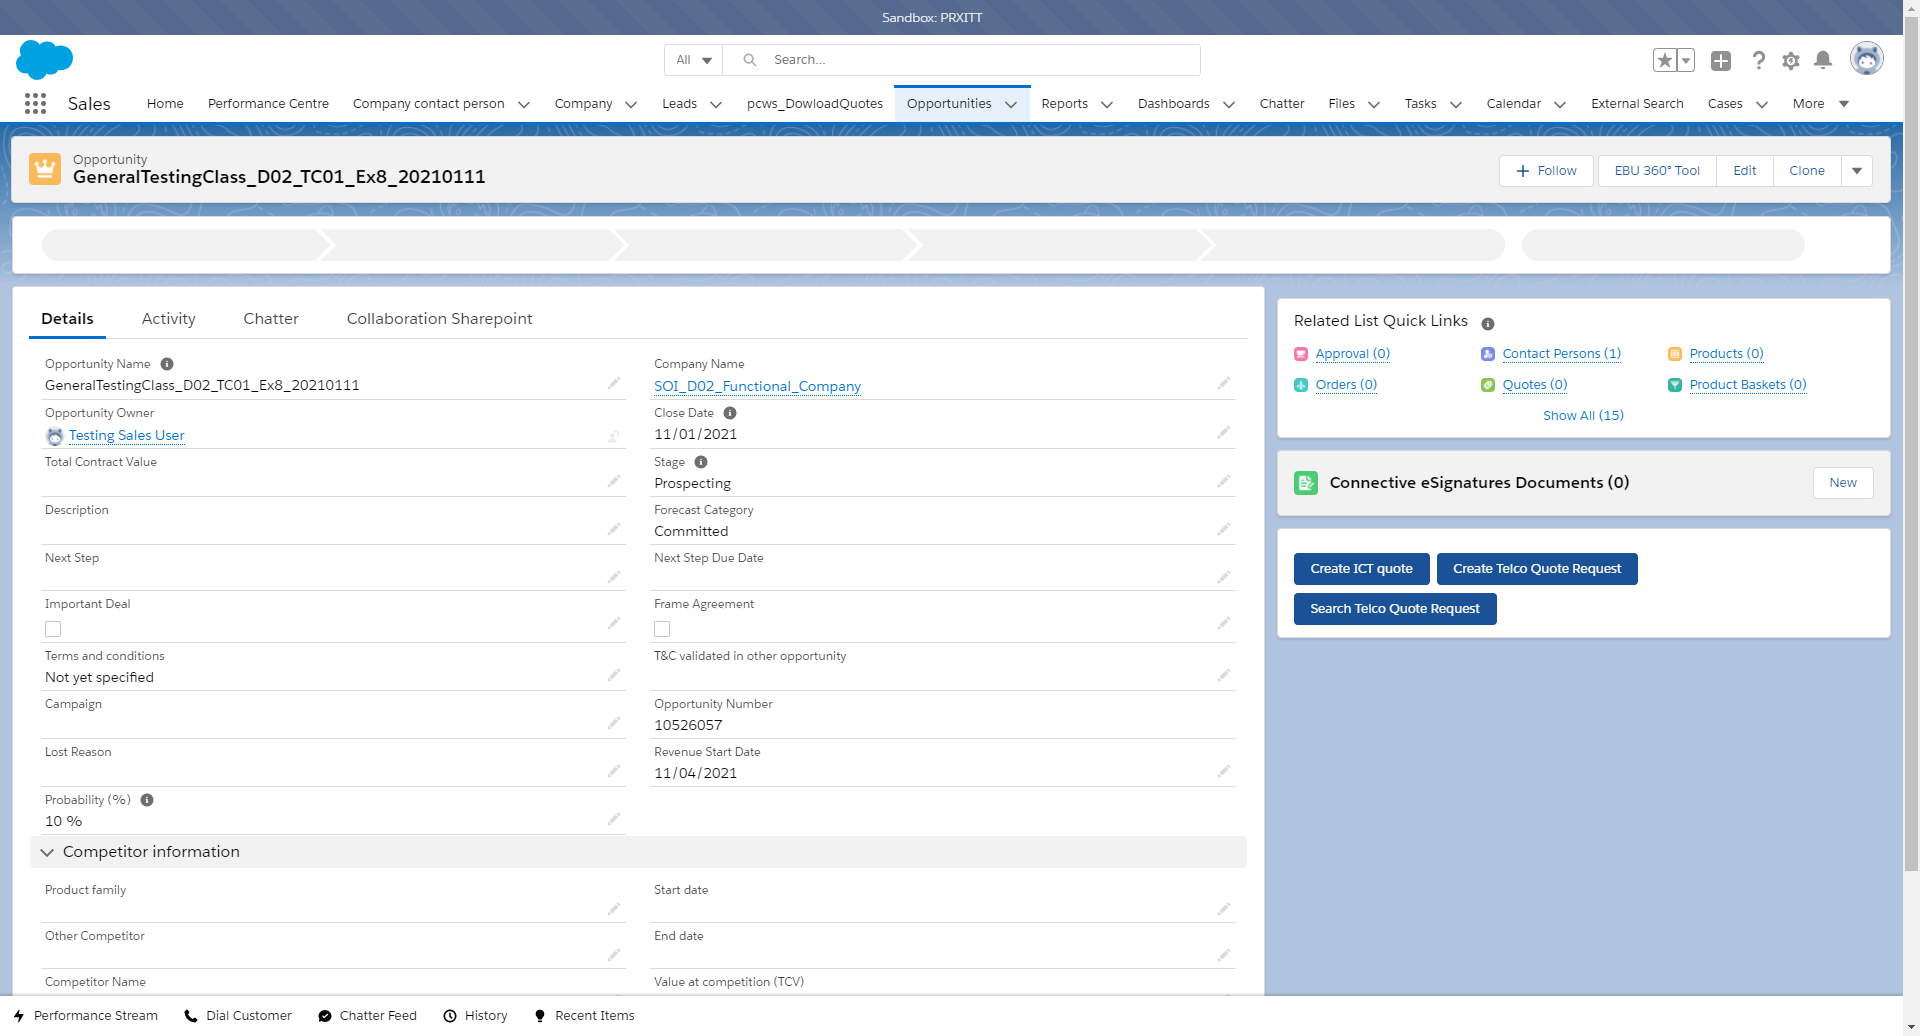 Sandbox: PRXITT
All Search...
Sales Home Performance Centre Company contact person Company Leads pcws_DowloadQuotes Opportunities Reports Dashboards Chatter Files Tasks Calendar External Search Cases More
Opportunity
GeneralTestingClass_D02_TC01_Ex8_20210111
Follow EBU 360° Tool Edit Clone
Details Activity Chatter Collaboration Sharepoint
Opportunity Name
GeneralTestingClass_D02_TC01_Ex8_20210111
Company Name
SOI_D02_Functional_Company
Opportunity Owner
Testing Sales User
Close Date
11/01/2021
Total Contract Value
Stage
Prospecting
Description
Forecast Category
Committed
Next Step
Next Step Due Date
Important Deal
Frame Agreement
Terms and conditions
Not yet specified
T&C validated in other opportunity
Campaign
Opportunity Number
10526057
Lost Reason
Revenue Start Date
11/04/2021
Probability (%)
10 %
Competitor information
Product family
Start date
Other Competitor
End date
Competitor Name
Value at competition (TCV)
Related List Quick Links
Approval (0) Contact Persons (1) Products (0)
Orders (0) Quotes (0) Product Baskets (0)
Show All (15)
Connective eSignatures Documents (0) New
Create ICT quote Create Telco Quote Request
Search Telco Quote Request
Performance Stream Dial Customer Chatter Feed History Recent Items